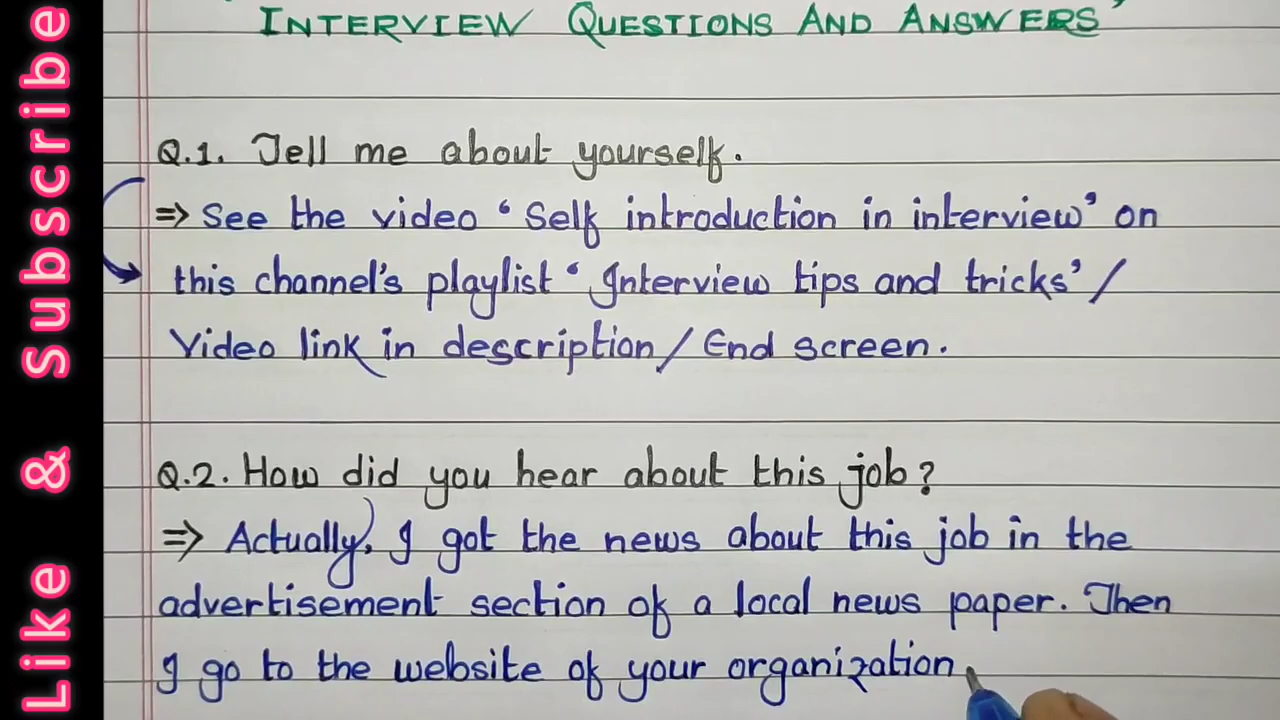 Like & Subscribe
‘ INTERVIEW QUESTIONS AND ANSWERS ’
Q.1. Tell me about yourself.
⇒ See the video ‘ Self introduction in interview’ on
this channel's playlist ‘ Interview tips and tricks’ /
Video link in description / End screen.
Q.2. How did you hear about this job?
⇒ Actually, I got the news about this job in the
advertisement section of a local news paper. Then
I go to the website of your organization